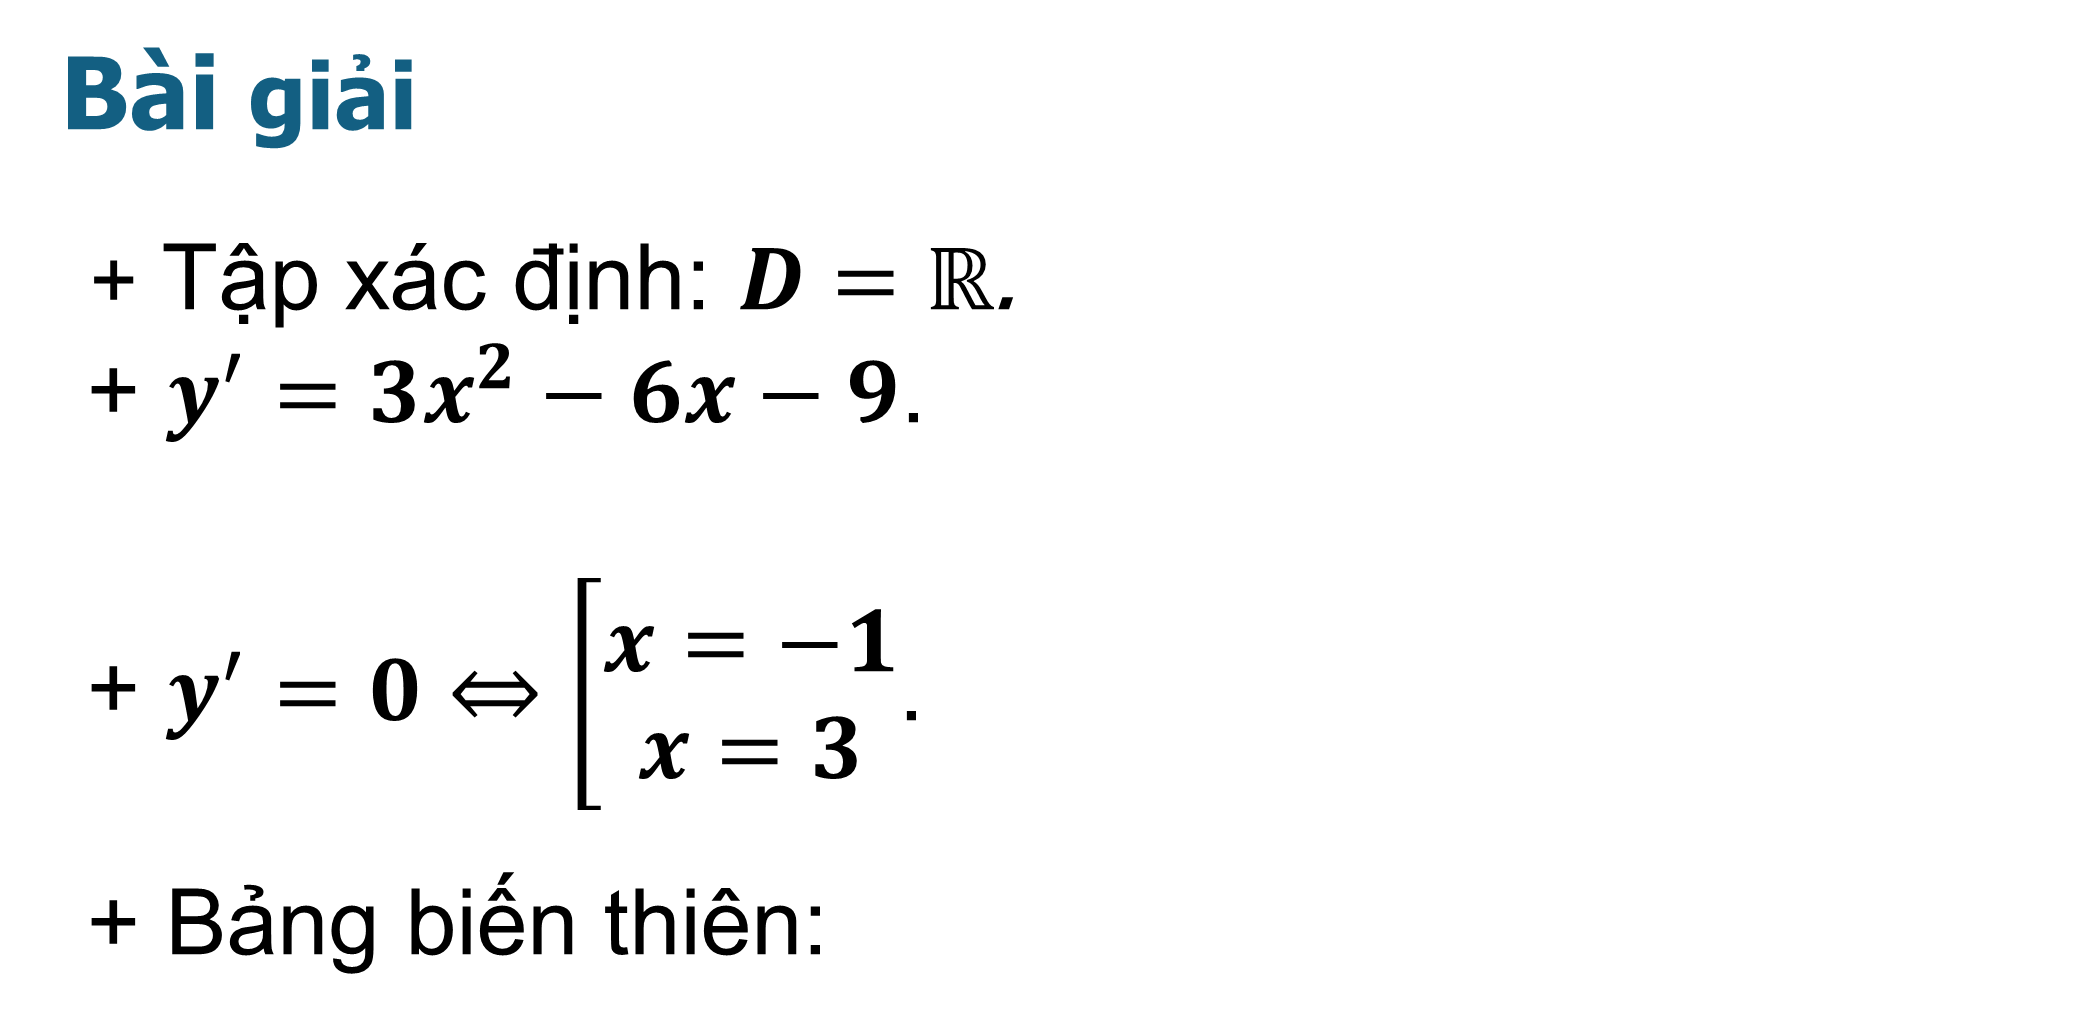 Bài giải
+ Tập xác định: D = ℝ.
+ y′ = 3x² − 6x − 9.
+ y′ = 0 ⇔ [x = −1
x = 3 .
+ Bảng biến thiên: